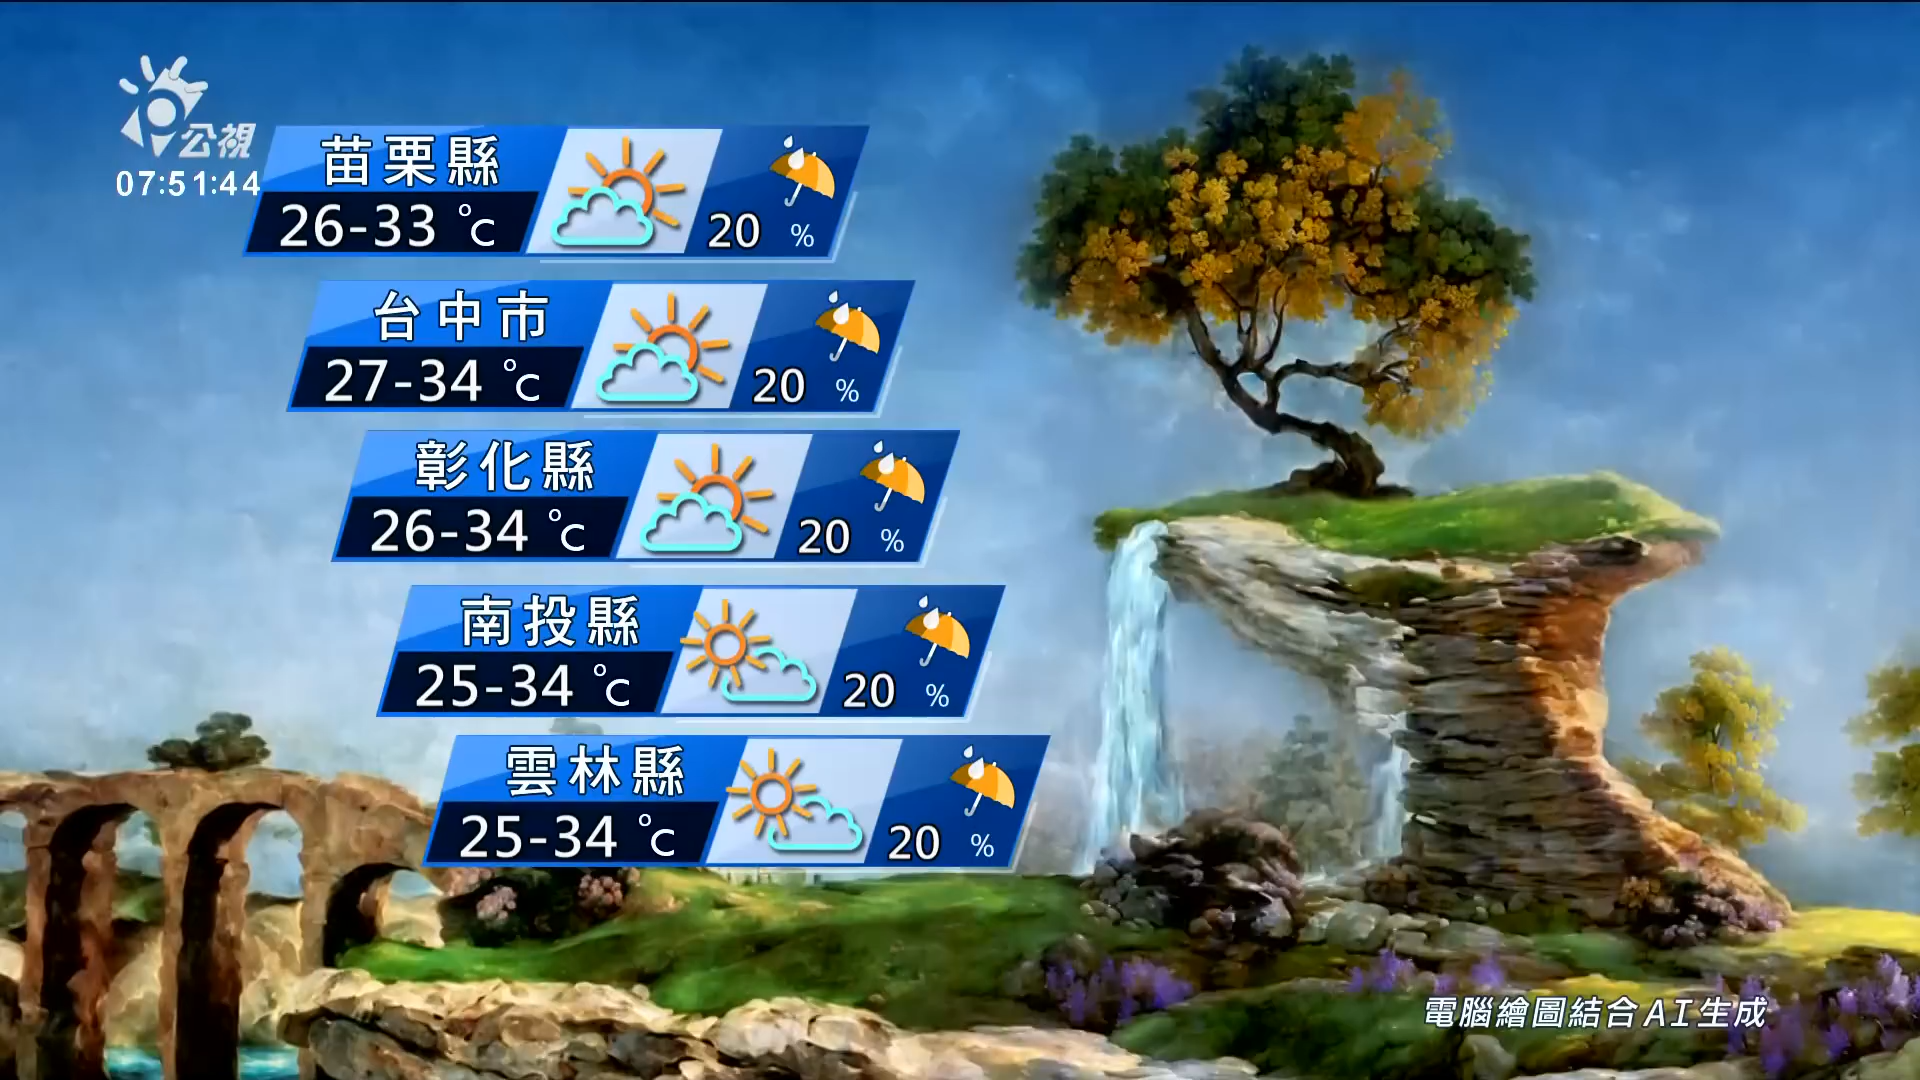 公視
07:51:44
苗栗縣
26-33 °C
20 %
台中市
27-34 °C
20 %
彰化縣
26-34 °C
20 %
南投縣
25-34 °C
20 %
雲林縣
25-34 °C
20 %
電腦繪圖結合AI生成